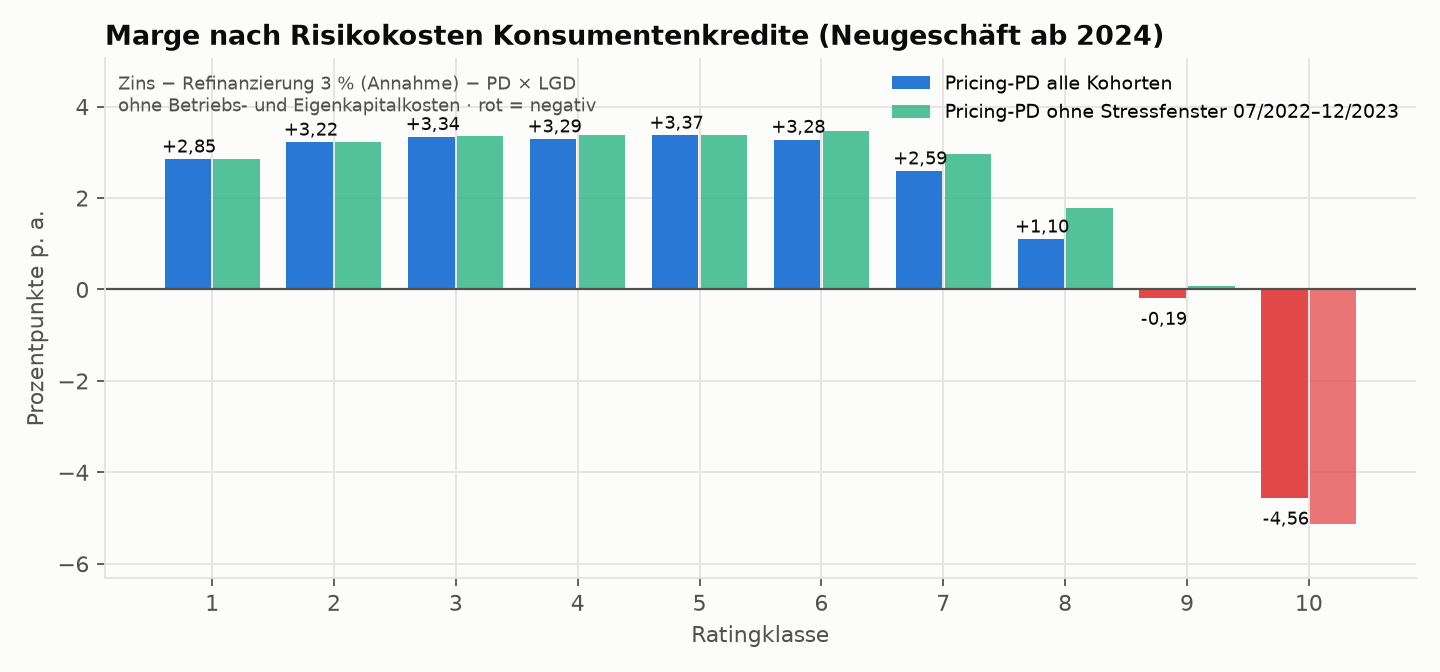 Marge nach Risikokosten Konsumentenkredite (Neugeschäft ab 2024)
Zins − Refinanzierung 3 % (Annahme) − PD × LGD
ohne Betriebs- und Eigenkapitalkosten · rot = negativ
Pricing-PD alle Kohorten
Pricing-PD ohne Stressfenster 07/2022–12/2023
Prozentpunkte p. a.
4
2
0
−2
−4
−6
+2,85
+3,22
+3,34
+3,29
+3,37
+3,28
+2,59
+1,10
-0,19
-4,56
1 2 3 4 5 6 7 8 9 10
Ratingklasse